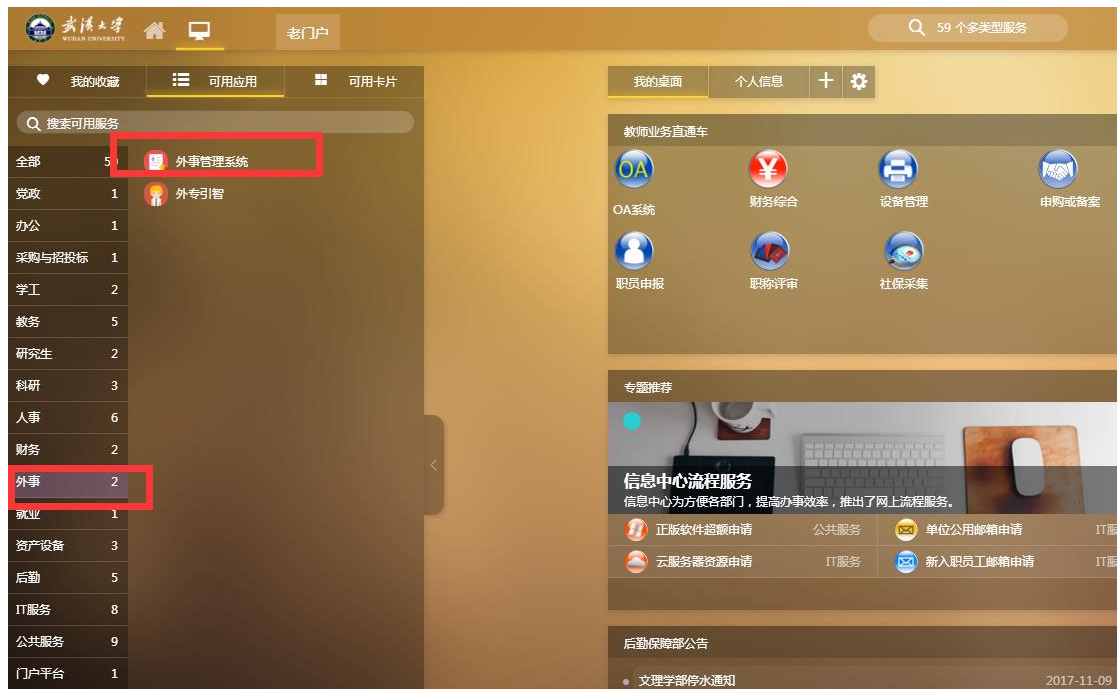 武汉大学
WUHAN UNIVERSITY
老门户
59 个多类型服务
我的收藏
可用应用
可用卡片
搜索可用服务
全部
党政 1
办公 1
采购与招投标 1
学工 2
教务 5
研究生 2
科研 3
人事 6
财务 2
外事 2
就业 1
资产设备 3
后勤 5
IT服务 8
公共服务 9
门户平台 1
外事管理系统
外专引智
我的桌面
个人信息
教师业务直通车
OA
OA系统
财务综合
设备管理
申购或备案
职员申报
职称评审
社保采集
专题推荐
信息中心流程服务
信息中心为方便各部门，提高办事效率，推出了网上流程服务。
正版软件超额申请 公共服务
单位公用邮箱申请
云服务器资源申请 IT服务
新入职员工邮箱申请
后勤保障部公告
文理学部停水通知 2017-11-09